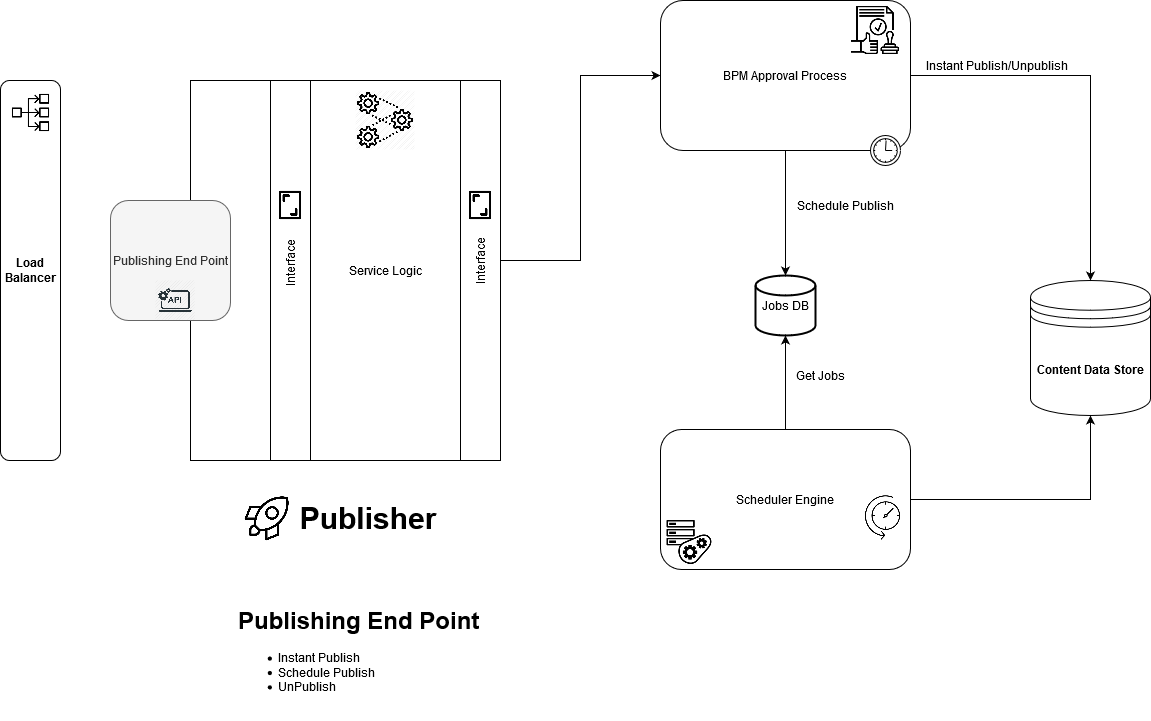 Instant Publish/Unpublish
BPM Approval Process
Schedule Publish
Load
Balancer
Publishing End Point
API
Interface
Service Logic
Interface
Jobs DB
Get Jobs
Content Data Store
Scheduler Engine
Publisher
Publishing End Point
Instant Publish
Schedule Publish
UnPublish